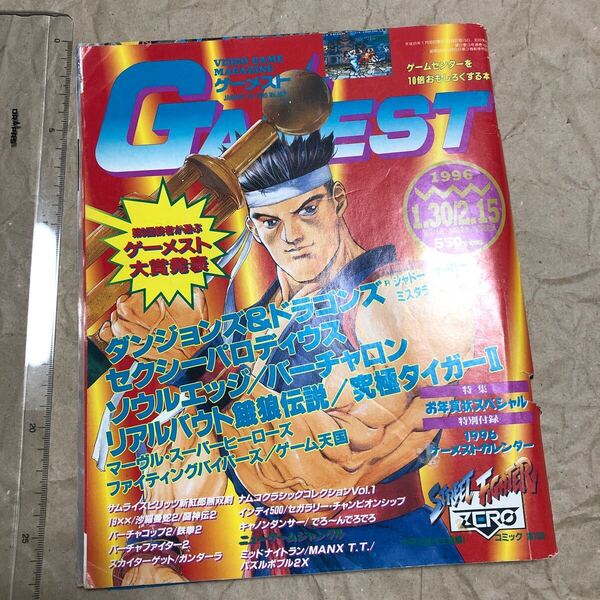 VIDEO GAME
MAGAZINE
ゲーメスト
GAMEST
ゲームセンターを
10倍おもしろくする本
1996
1.30/2.15
550
ゲーメスト
大賞発表
ダンジョンズ&ドラゴンズ
シャドー
ミスタラ
セクシーパロディウス
ソウルエッジ/バーチャロン
リアルバウト餓狼伝説/究極タイガーII
マーヴル・スーパーヒーローズ
ファイティングバイパーズ/ゲーム天国
特集
お年賀状スペシャル
特別付録
1996
ゲーメストカレンダー
サムライスピリッツ斬紅郎無双剣
19××/沙羅曼蛇2/闘神伝2
バーチャコップ2/鉄拳2
バーチャファイター2
スカイターゲット/ガンターラ
ナムコクラシックコレクションVol.1
インディ500/セガラリー・チャンピオンシップ
キャノンダンサー/でろ〜んでろでろ
ミッドナイトラン/MANX T.T./
パズルボブル2X
STREET FIGHTER
ZERO
コミック
20
25